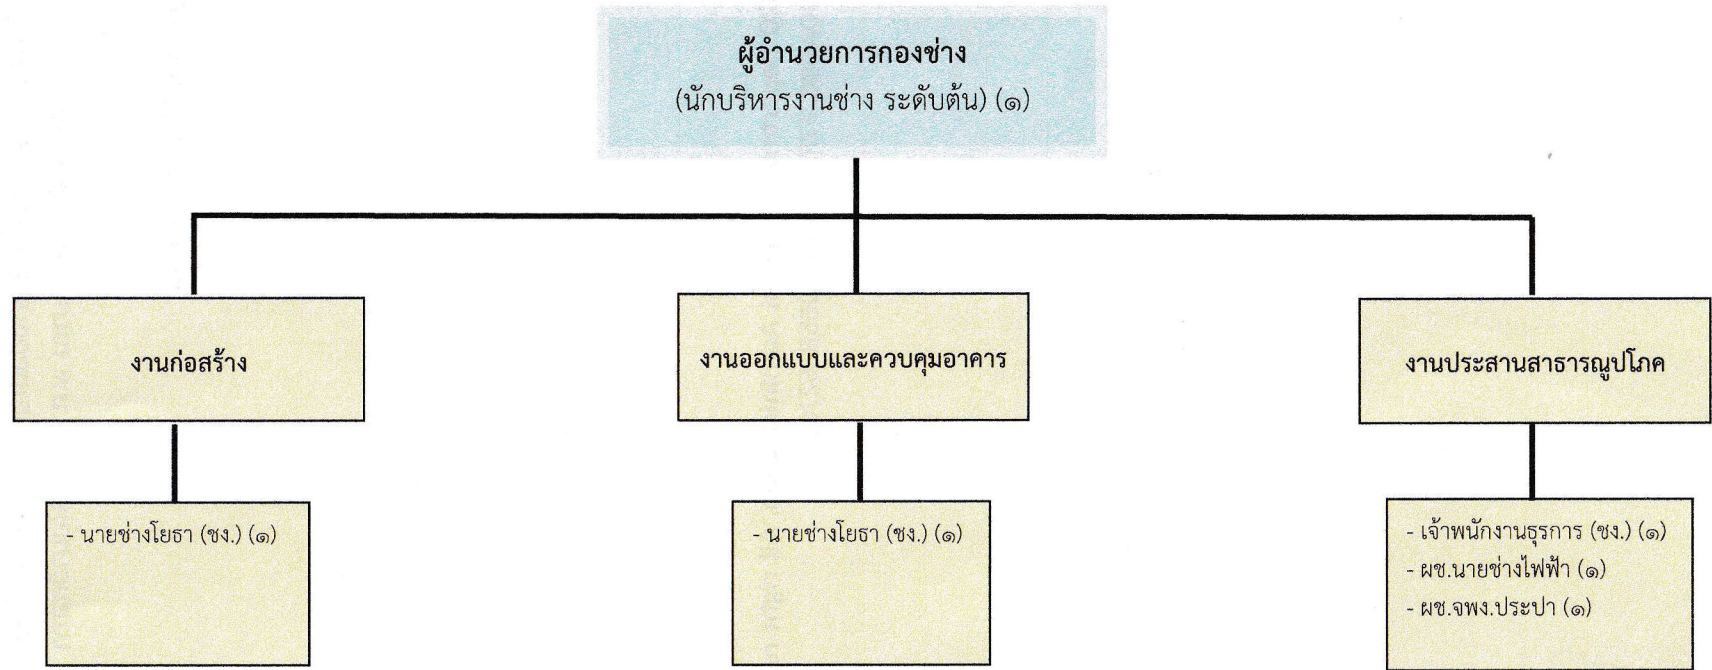 ผู้อำนวยการกองช่าง
(นักบริหารงานช่าง ระดับต้น) (๑)
งานก่อสร้าง
งานออกแบบและควบคุมอาคาร
งานประสานสาธารณูปโภค
- นายช่างโยธา (ชง.) (๑)
- นายช่างโยธา (ชง.) (๑)
- เจ้าพนักงานธุรการ (ชง.) (๑)
- ผช.นายช่างไฟฟ้า (๑)
- ผช.จพง.ประปา (๑)